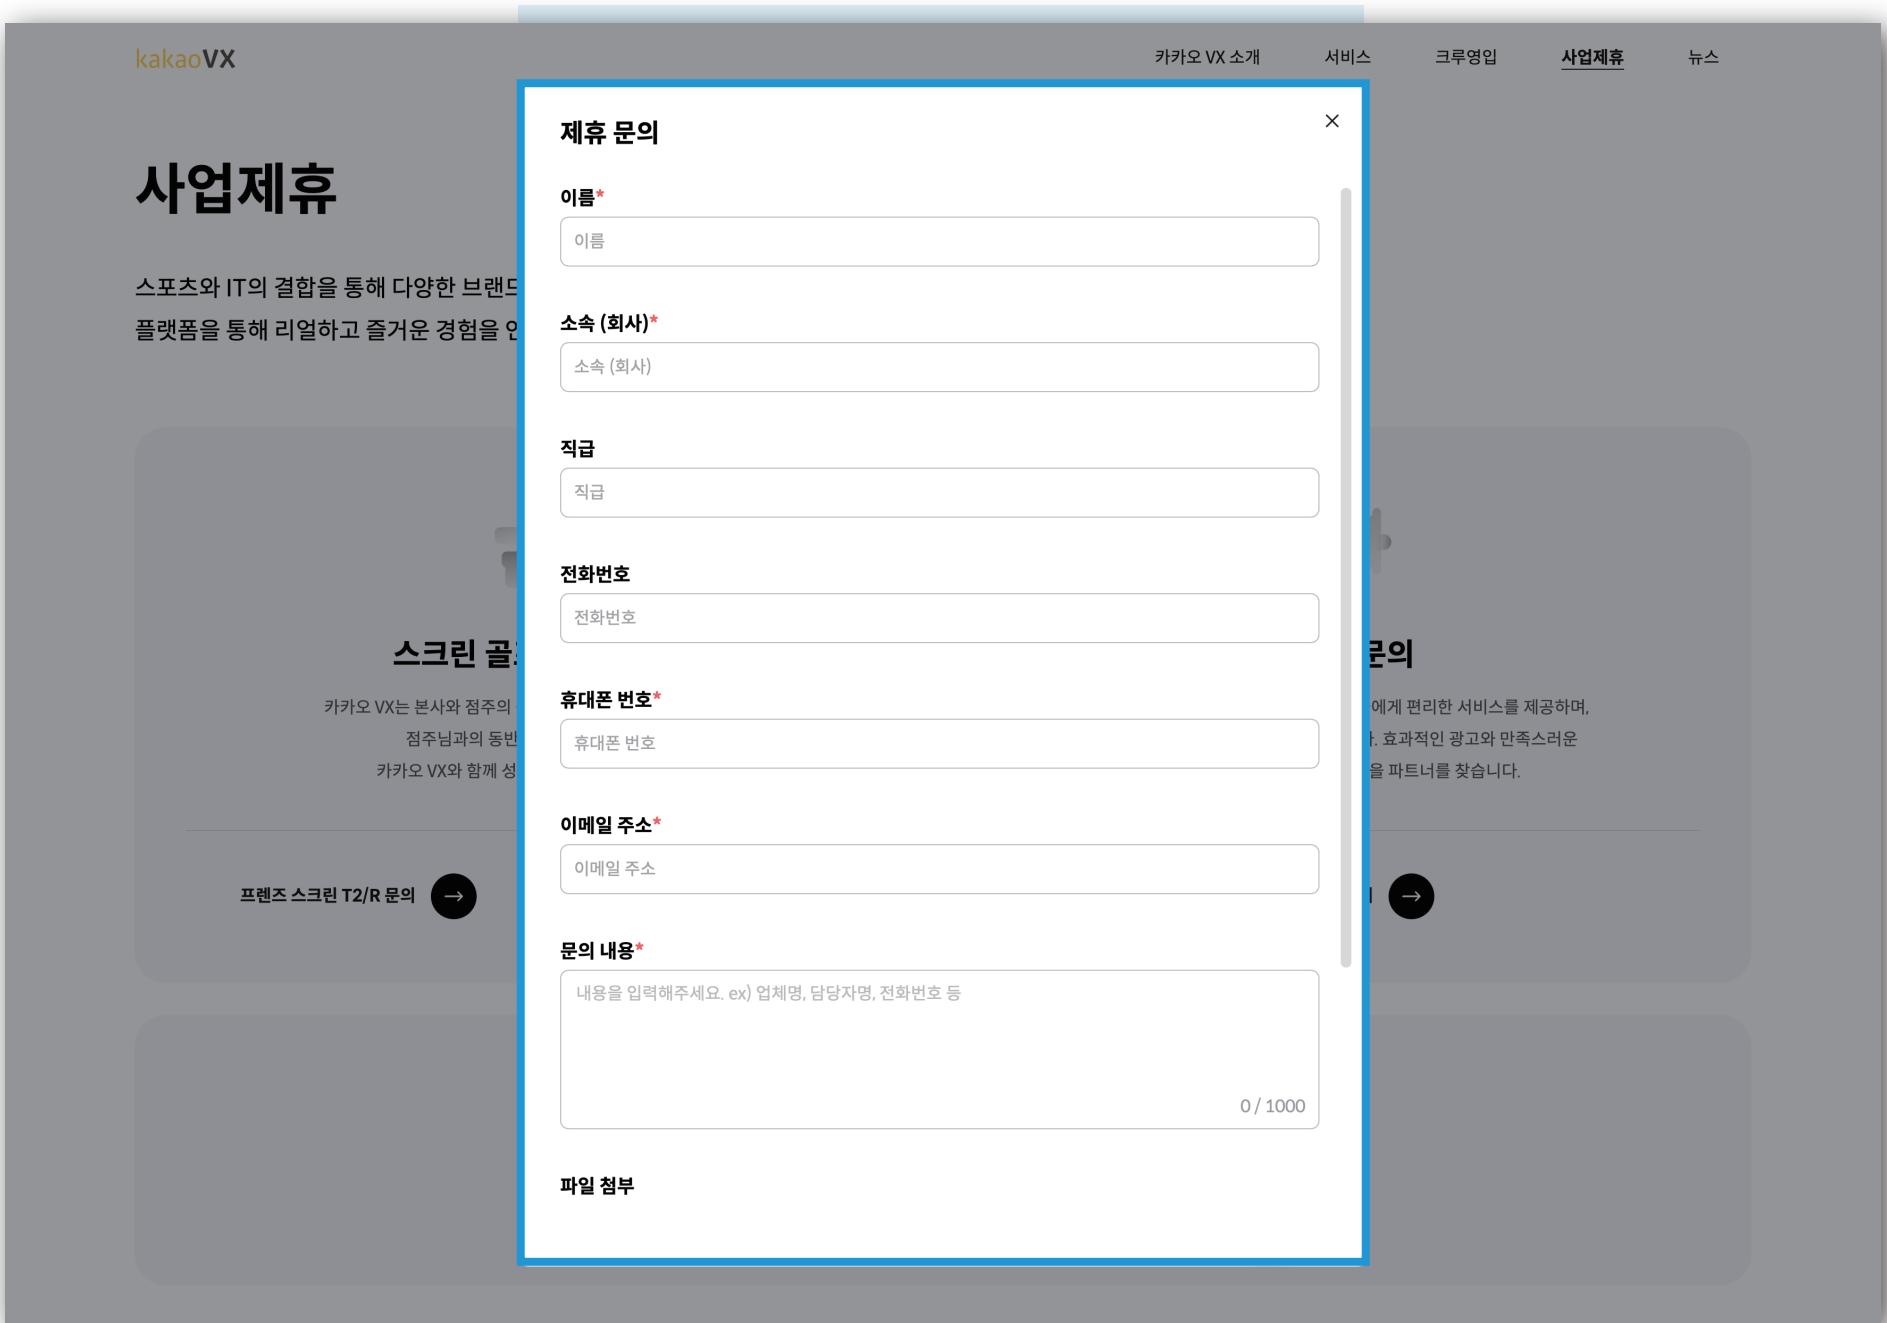 kakaoVX
카카오 VX 소개
서비스
크루영입
사업제휴
뉴스
사업제휴
스포츠와 IT의 결합을 통해 다양한
플랫폼을 통해 리얼하고 즐거운 경험을
스크린
카카오 VX는 본사와 점주의
점주님과의
카카오 VX와 함께
프렌즈 스크린 T2/R 문의
→
제휴 문의
×
이름*
이름
소속 (회사)*
소속 (회사)
직급
직급
전화번호
전화번호
휴대폰 번호*
휴대폰 번호
이메일 주소*
이메일 주소
문의 내용*
내용을 입력해주세요. ex) 업체명, 담당자명, 전화번호 등
0 / 1000
파일 첨부
문의
에게 편리한 서비스를 제공하며,
효과적인 광고와 만족스러운
을 파트너를 찾습니다.
→